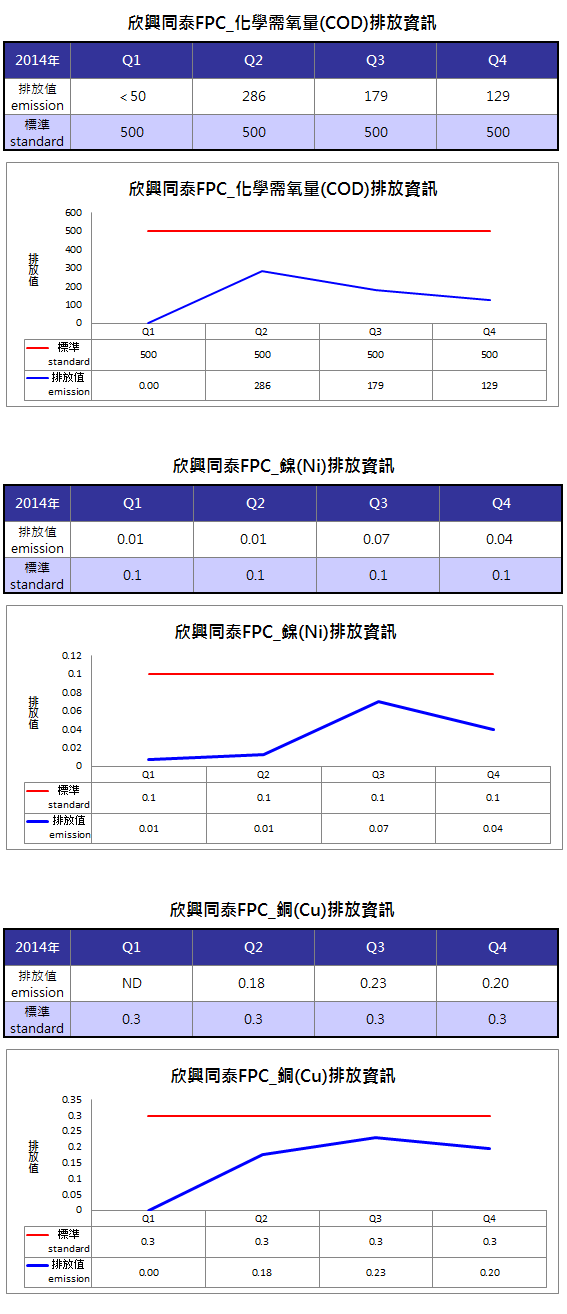 欣興同泰FPC_化學需氧量(COD)排放資訊
2014年 Q1 Q2 Q3 Q4
排放值
emission <50 286 179 129
標準
standard 500 500 500 500
欣興同泰FPC_化學需氧量(COD)排放資訊
排放值
600
500
400
300
200
100
0
Q1 Q2 Q3 Q4
標準
standard 500 500 500 500
排放值
emission 0.00 286 179 129
欣興同泰FPC_鎳(Ni)排放資訊
2014年 Q1 Q2 Q3 Q4
排放值
emission 0.01 0.01 0.07 0.04
標準
standard 0.1 0.1 0.1 0.1
欣興同泰FPC_鎳(Ni)排放資訊
排放值
0.12
0.1
0.08
0.06
0.04
0.02
0
Q1 Q2 Q3 Q4
標準
standard 0.1 0.1 0.1 0.1
排放值
emission 0.01 0.01 0.07 0.04
欣興同泰FPC_銅(Cu)排放資訊
2014年 Q1 Q2 Q3 Q4
排放值
emission ND 0.18 0.23 0.20
標準
standard 0.3 0.3 0.3 0.3
欣興同泰FPC_銅(Cu)排放資訊
排放值
0.35
0.3
0.25
0.2
0.15
0.1
0.05
0
Q1 Q2 Q3 Q4
標準
standard 0.3 0.3 0.3 0.3
排放值
emission 0.00 0.18 0.23 0.20